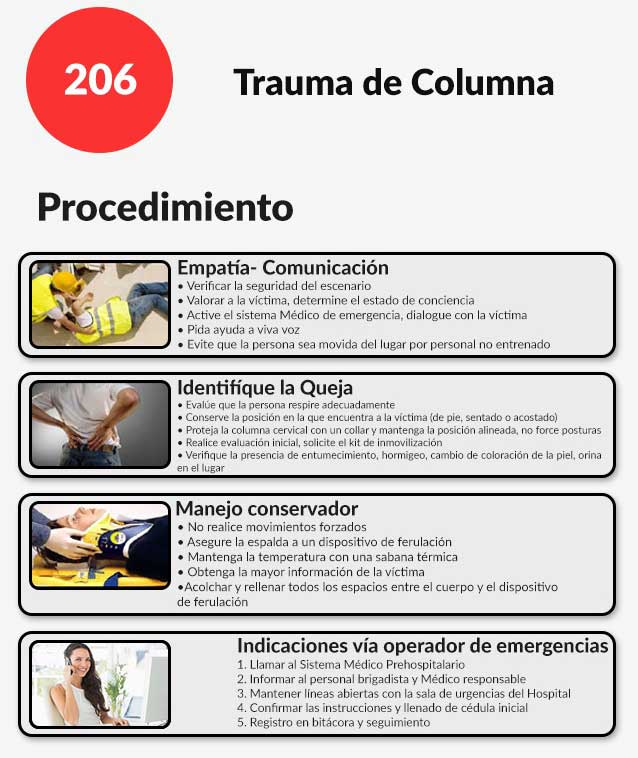 206
Trauma de Columna
Procedimiento
Empatía- Comunicación
• Verificar la seguridad del escenario
• Valorar a la víctima, determine el estado de conciencia
• Active el sistema Médico de emergencia, dialogue con la víctima
• Pida ayuda a viva voz
• Evite que la persona sea movida del lugar por personal no entrenado
Identifíque la Queja
• Evalúe que la persona respire adecuadamente
• Conserve la posición en la que encuentra a la víctima (de pie, sentado o acostado)
• Proteja la columna cervical con un collar y mantenga la posición alineada, no force posturas
• Realice evaluación inicial, solicite el kit de inmovilización
• Verifique la presencia de entumecimiento, hormigeo, cambio de coloración de la piel, orina
en el lugar
Manejo conservador
• No realice movimientos forzados
• Asegure la espalda a un dispositivo de ferulación
• Mantenga la temperatura con una sabana térmica
• Obtenga la mayor información de la víctima
•Acolchar y rellenar todos los espacios entre el cuerpo y el dispositivo
de ferulación
Indicaciones vía operador de emergencias
1. Llamar al Sistema Médico Prehospitalario
2. Informar al personal brigadista y Médico responsable
3. Mantener líneas abiertas con la sala de urgencias del Hospital
4. Confirmar las instrucciones y llenado de cédula inicial
5. Registro en bitácora y seguimiento